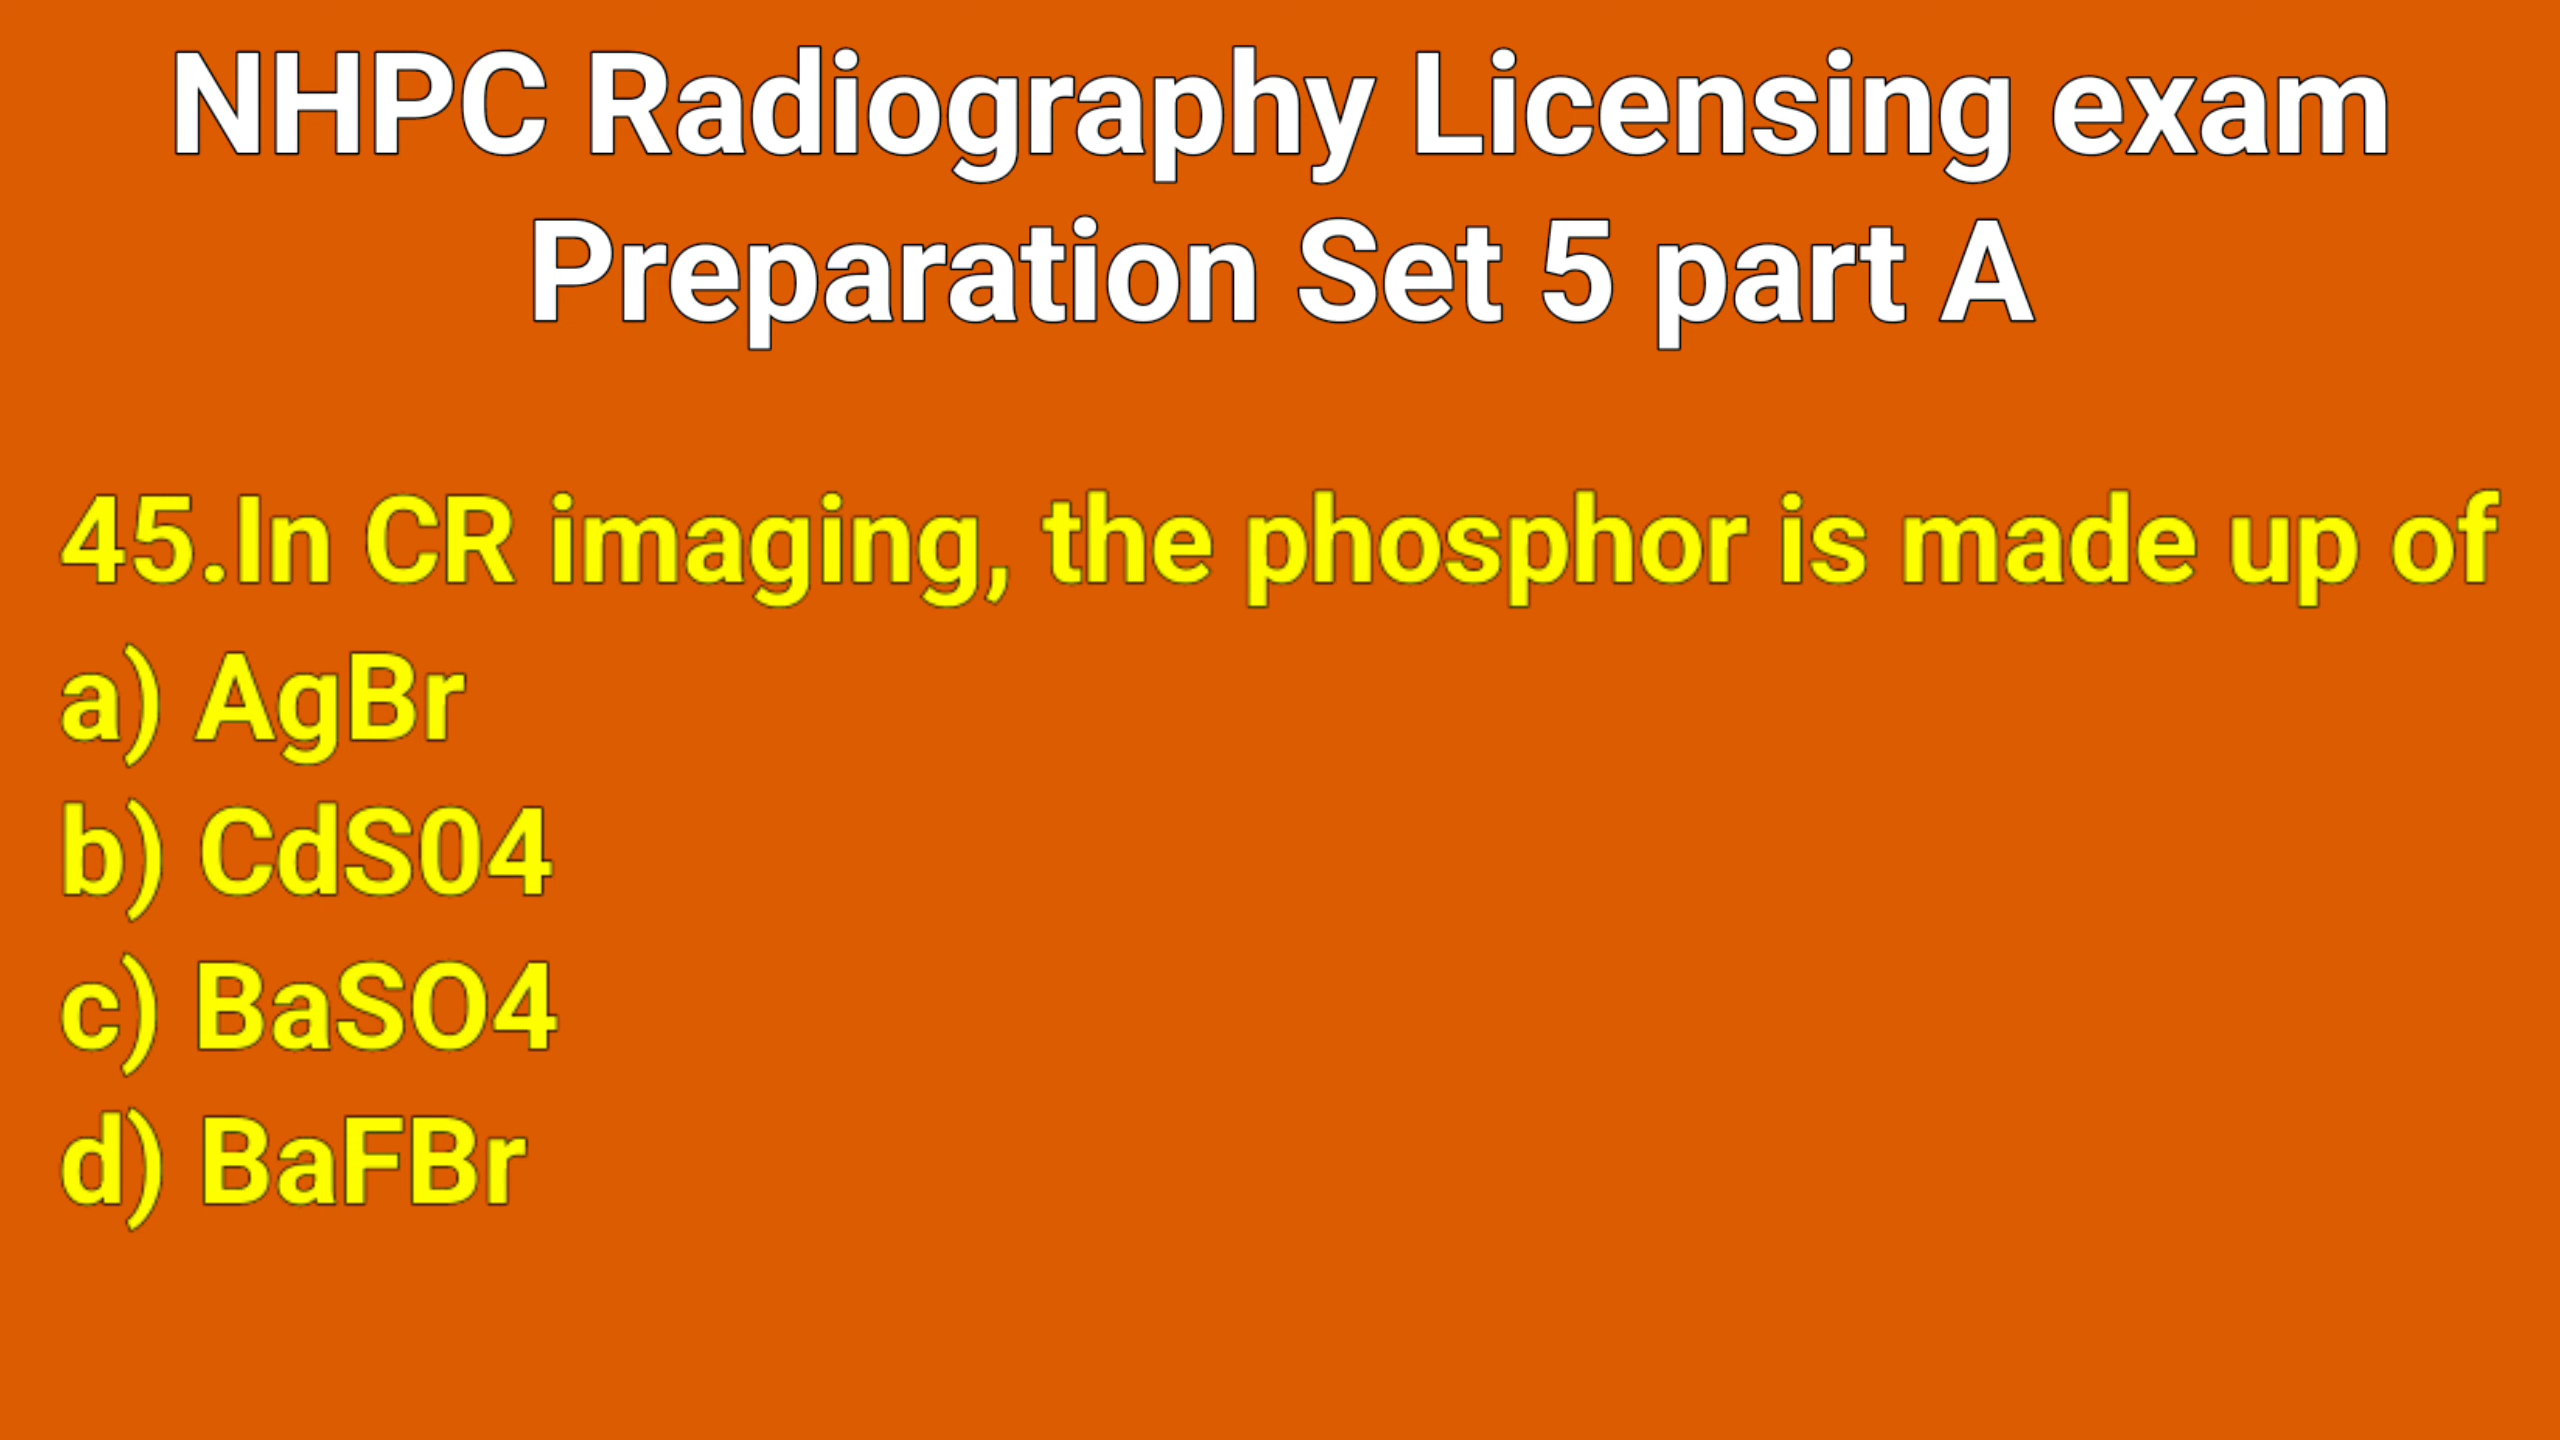 NHPC Radiography Licensing exam
Preparation Set 5 part A
45.In CR imaging, the phosphor is made up of
a) AgBr
b) CdS04
c) BaSO4
d) BaFBr